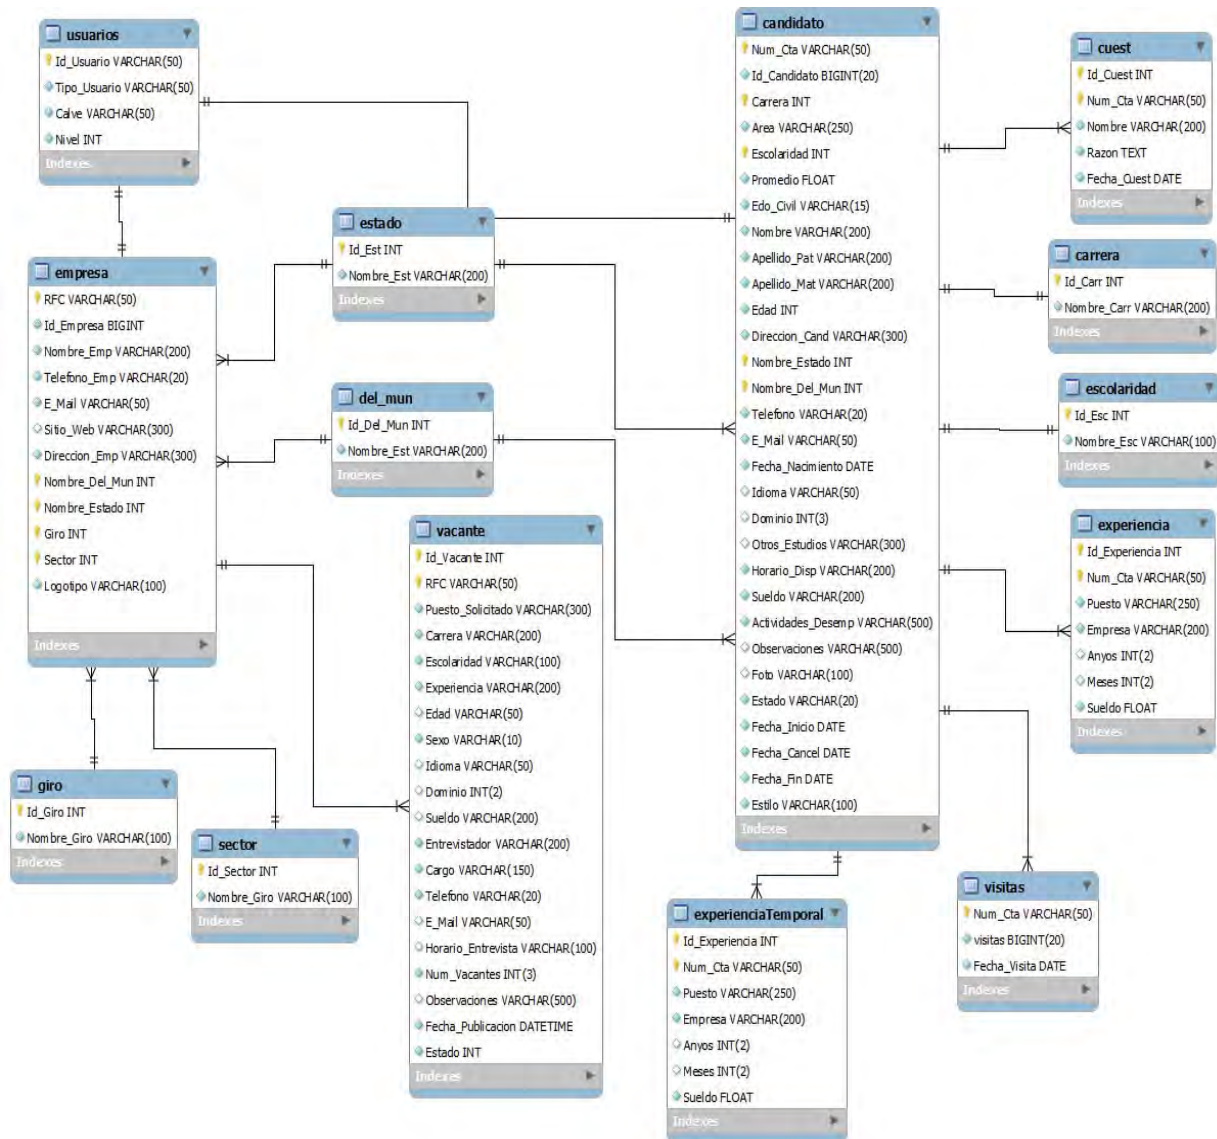 usuarios
Id_Usuario VARCHAR(50)
Tipo_Usuario VARCHAR(50)
Calve VARCHAR(50)
Nivel INT
Indexes
empresa
RFC VARCHAR(50)
Id_Empresa BIGINT
Nombre_Emp VARCHAR(200)
Telefono_Emp VARCHAR(20)
E_Mail VARCHAR(50)
Sitio_Web VARCHAR(300)
Direccion_Emp VARCHAR(300)
Nombre_Del_Mun INT
Nombre_Estado INT
Giro INT
Sector INT
Logotipo VARCHAR(100)
Indexes
giro
Id_Giro INT
Nombre_Giro VARCHAR(100)
Indexes
sector
Id_Sector INT
Nombre_Giro VARCHAR(100)
Indexes
estado
Id_Est INT
Nombre_Est VARCHAR(200)
Indexes
del_mun
Id_Del_Mun INT
Nombre_Est VARCHAR(200)
Indexes
vacante
Id_Vacante INT
RFC VARCHAR(50)
Puesto_Solicitado VARCHAR(300)
Carrera VARCHAR(200)
Escolaridad VARCHAR(100)
Experiencia VARCHAR(200)
Edad VARCHAR(50)
Sexo VARCHAR(10)
Idioma VARCHAR(50)
Dominio INT(2)
Sueldo VARCHAR(200)
Entrevistador VARCHAR(200)
Cargo VARCHAR(150)
Telefono VARCHAR(20)
E_Mail VARCHAR(50)
Horario_Entrevista VARCHAR(100)
Num_Vacantes INT(3)
Observaciones VARCHAR(500)
Fecha_Publicacion DATETIME
Estado INT
Indexes
candidato
Num_Cta VARCHAR(50)
Id_Candidato BIGINT(20)
Carrera INT
Area VARCHAR(250)
Escolaridad INT
Promedio FLOAT
Edo_Civil VARCHAR(15)
Nombre VARCHAR(200)
Apellido_Pat VARCHAR(200)
Apellido_Mat VARCHAR(200)
Edad INT
Direccion_Cand VARCHAR(300)
Nombre_Estado INT
Nombre_Del_Mun INT
Telefono VARCHAR(20)
E_Mail VARCHAR(50)
Fecha_Nacimiento DATE
Idioma VARCHAR(50)
Dominio INT(3)
Otros_Estudios VARCHAR(300)
Horario_Disp VARCHAR(200)
Sueldo VARCHAR(200)
Actividades_Desemp VARCHAR(500)
Observaciones VARCHAR(500)
Foto VARCHAR(100)
Estado VARCHAR(20)
Fecha_Inicio DATE
Fecha_Cancel DATE
Fecha_Fin DATE
Estilo VARCHAR(100)
Indexes
experienciaTemporal
Id_Experiencia INT
Num_Cta VARCHAR(50)
Puesto VARCHAR(250)
Empresa VARCHAR(200)
Anyos INT(2)
Meses INT(2)
Sueldo FLOAT
Indexes
cuest
Id_Cuest INT
Num_Cta VARCHAR(50)
Nombre VARCHAR(200)
Razon TEXT
Fecha_Cuest DATE
Indexes
carrera
Id_Carr INT
Nombre_Carr VARCHAR(200)
Indexes
escolaridad
Id_Esc INT
Nombre_Esc VARCHAR(100)
Indexes
experiencia
Id_Experiencia INT
Num_Cta VARCHAR(50)
Puesto VARCHAR(250)
Empresa VARCHAR(200)
Anyos INT(2)
Meses INT(2)
Sueldo FLOAT
Indexes
visitas
Num_Cta VARCHAR(50)
visitas BIGINT(20)
Fecha_Visita DATE
Indexes